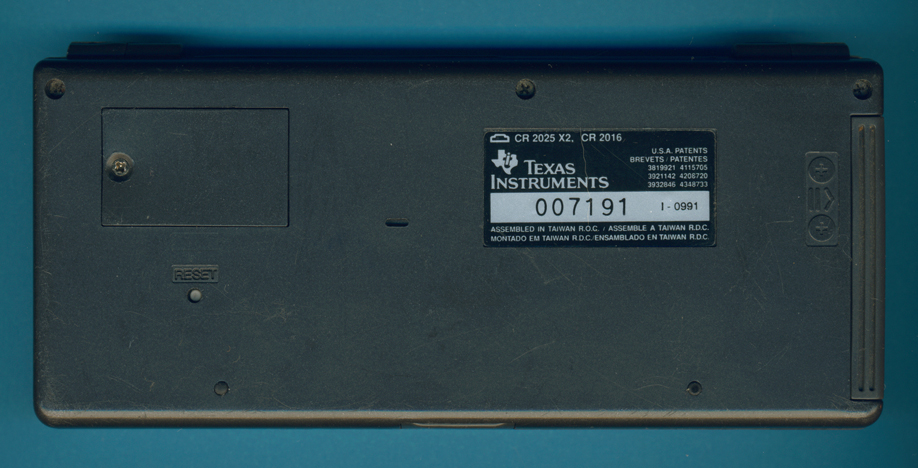 CR 2025 X2, CR 2016
U.S.A. PATENTS
BREVETS / PATENTES
TEXAS
INSTRUMENTS
3819921 4115705
3921142 4208720
3932846 4348733
007191
I - 0991
ASSEMBLED IN TAIWAN R.O.C. / ASSEMBLE A TAIWAN R.D.C.
MONTADO EM TAIWAN R.D.C./ENSAMBLADO EN TAIWAN R.D.C.
RESET